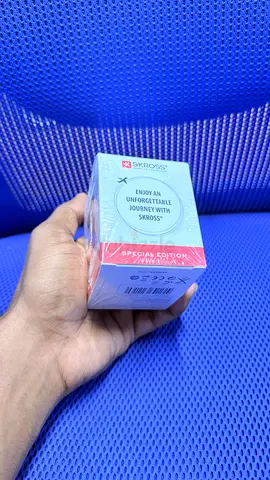 SKROSS®
ENJOY AN
UNFORGETTABLE
JOURNEY WITH
SKROSS®
SPECIAL EDITION